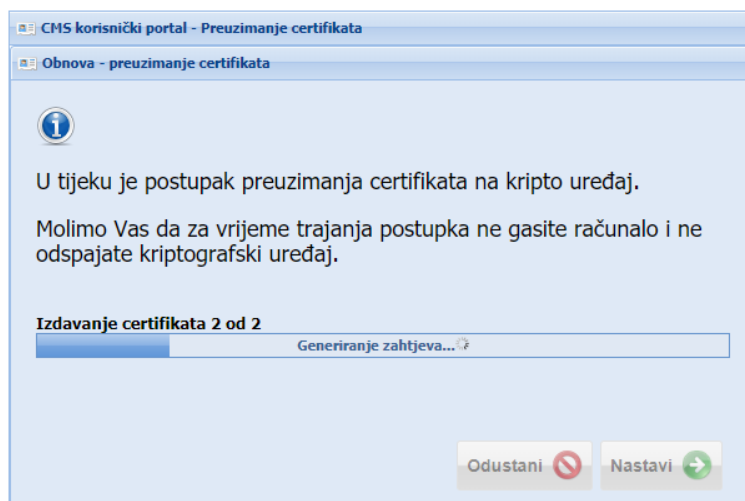 CMS korisnički portal - Preuzimanje certifikata
Obnova - preuzimanje certifikata
U tijeku je postupak preuzimanja certifikata na kripto uređaj.
Molimo Vas da za vrijeme trajanja postupka ne gasite računalo i ne
odspajate kriptografski uređaj.
Izdavanje certifikata 2 od 2
Generiranje zahtjeva...
Odustani
Nastavi